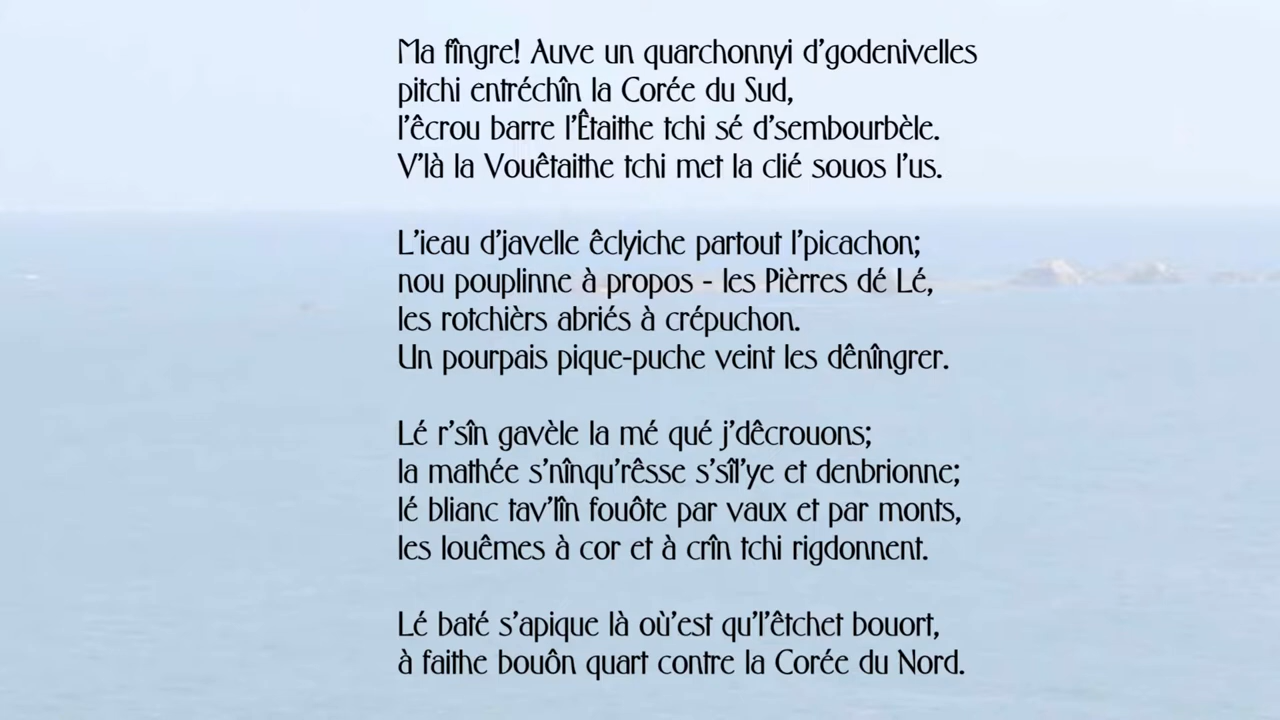 Ma fîngre! Auve un quarchonnyi d'godenivelles
pitchi entréchîn la Corée du Sud,
l'êcrou barre l'Êtaithe tchi sé d'sembourbèle.
V'là la Vouêtaithe tchi met la clié souos l'us.

L'ieau d'javelle êclyiche partout l'picachon;
nou pouplinne à propos - les Pièrres dé Lé,
les rotchièrs abriés à crépuchon.
Un pourpais pique-puche veint les dênîngrer.

Lé r'sîn gavèle la mé qué j'dêcrouons;
la mathée s'nînqu'rêsse s'sîl'ye et denbrionne;
lé blianc tav'lîn fouôte par vaux et par monts,
les louêmes à cor et à crîn tchi rigdonnent.

Lé baté s'apique là où'est qu'l'êtchet bouort,
à faithe bouôn quart contre la Corée du Nord.